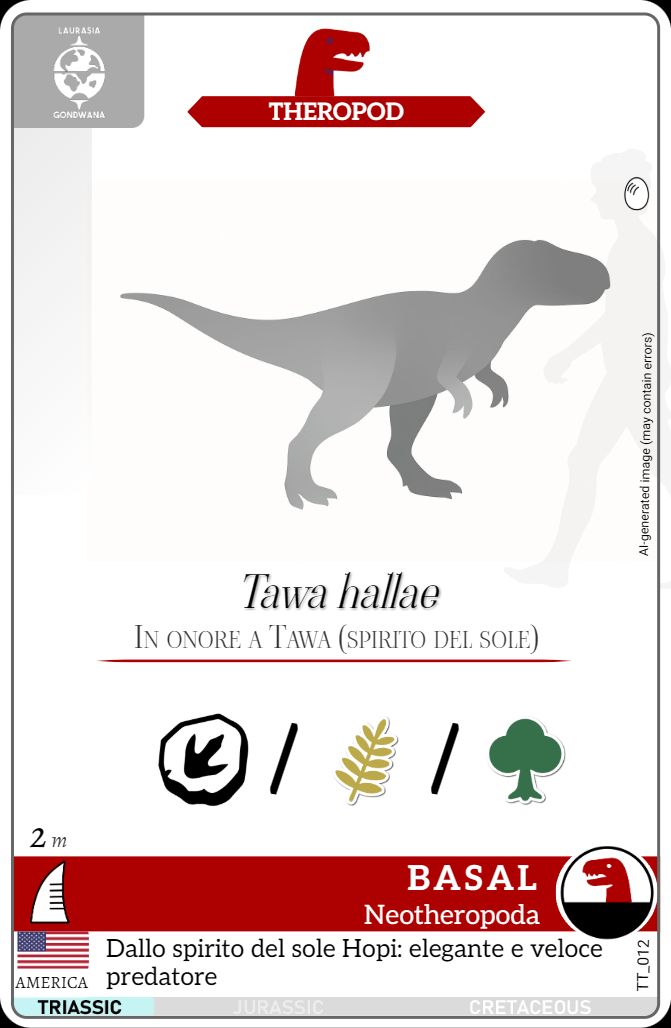 LAURASIA
GONDWANA
THEROPOD
AI-generated image (may contain errors)
Tawa hallae
In onore a Tawa (spirito del sole)
2 m
BASAL
Neotheropoda
Dallo spirito del sole Hopi: elegante e veloce
predatore
AMERICA
TT_012
TRIASSIC JURASSIC CRETACEOUS